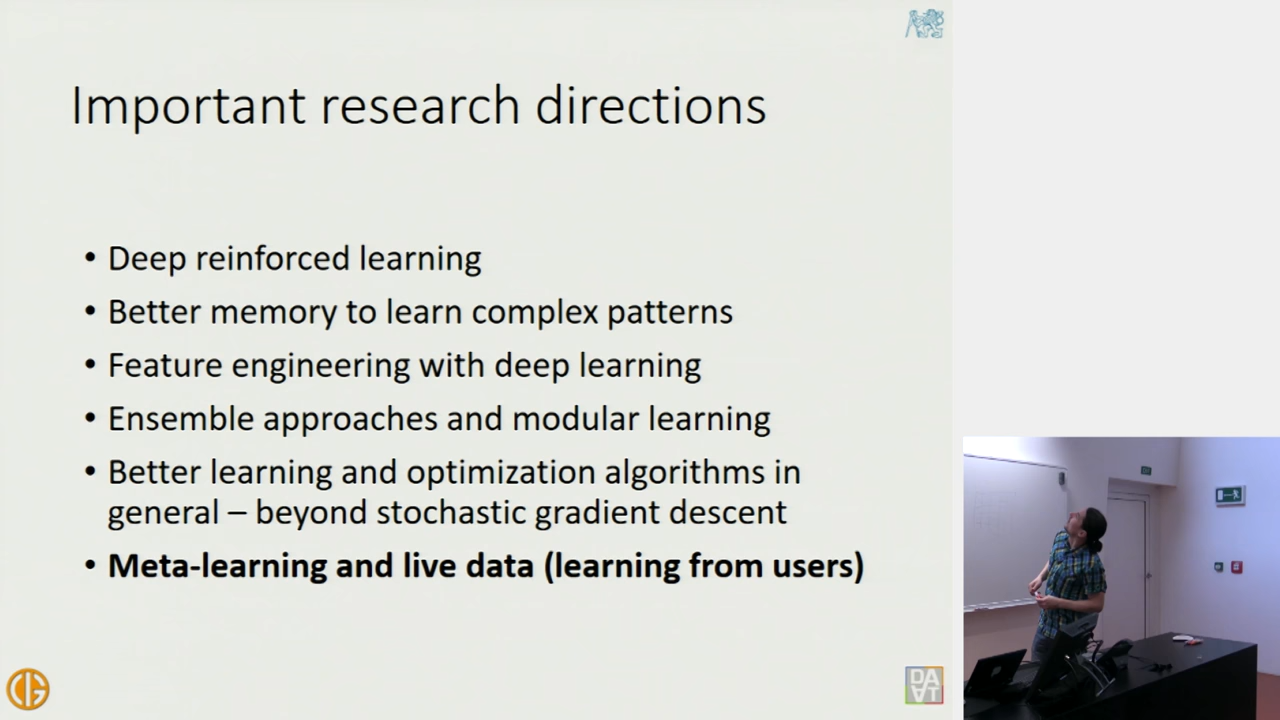 Important research directions
• Deep reinforced learning
• Better memory to learn complex patterns
• Feature engineering with deep learning
• Ensemble approaches and modular learning
• Better learning and optimization algorithms in
general – beyond stochastic gradient descent
• Meta-learning and live data (learning from users)
DA
AT